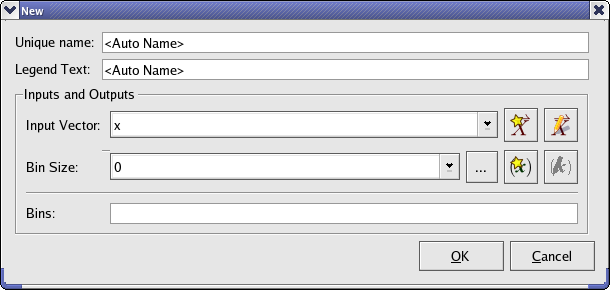 New
Unique name: <Auto Name>
Legend Text: <Auto Name>
Inputs and Outputs
Input Vector: x
Bin Size: 0 ...
Bins:
OK Cancel